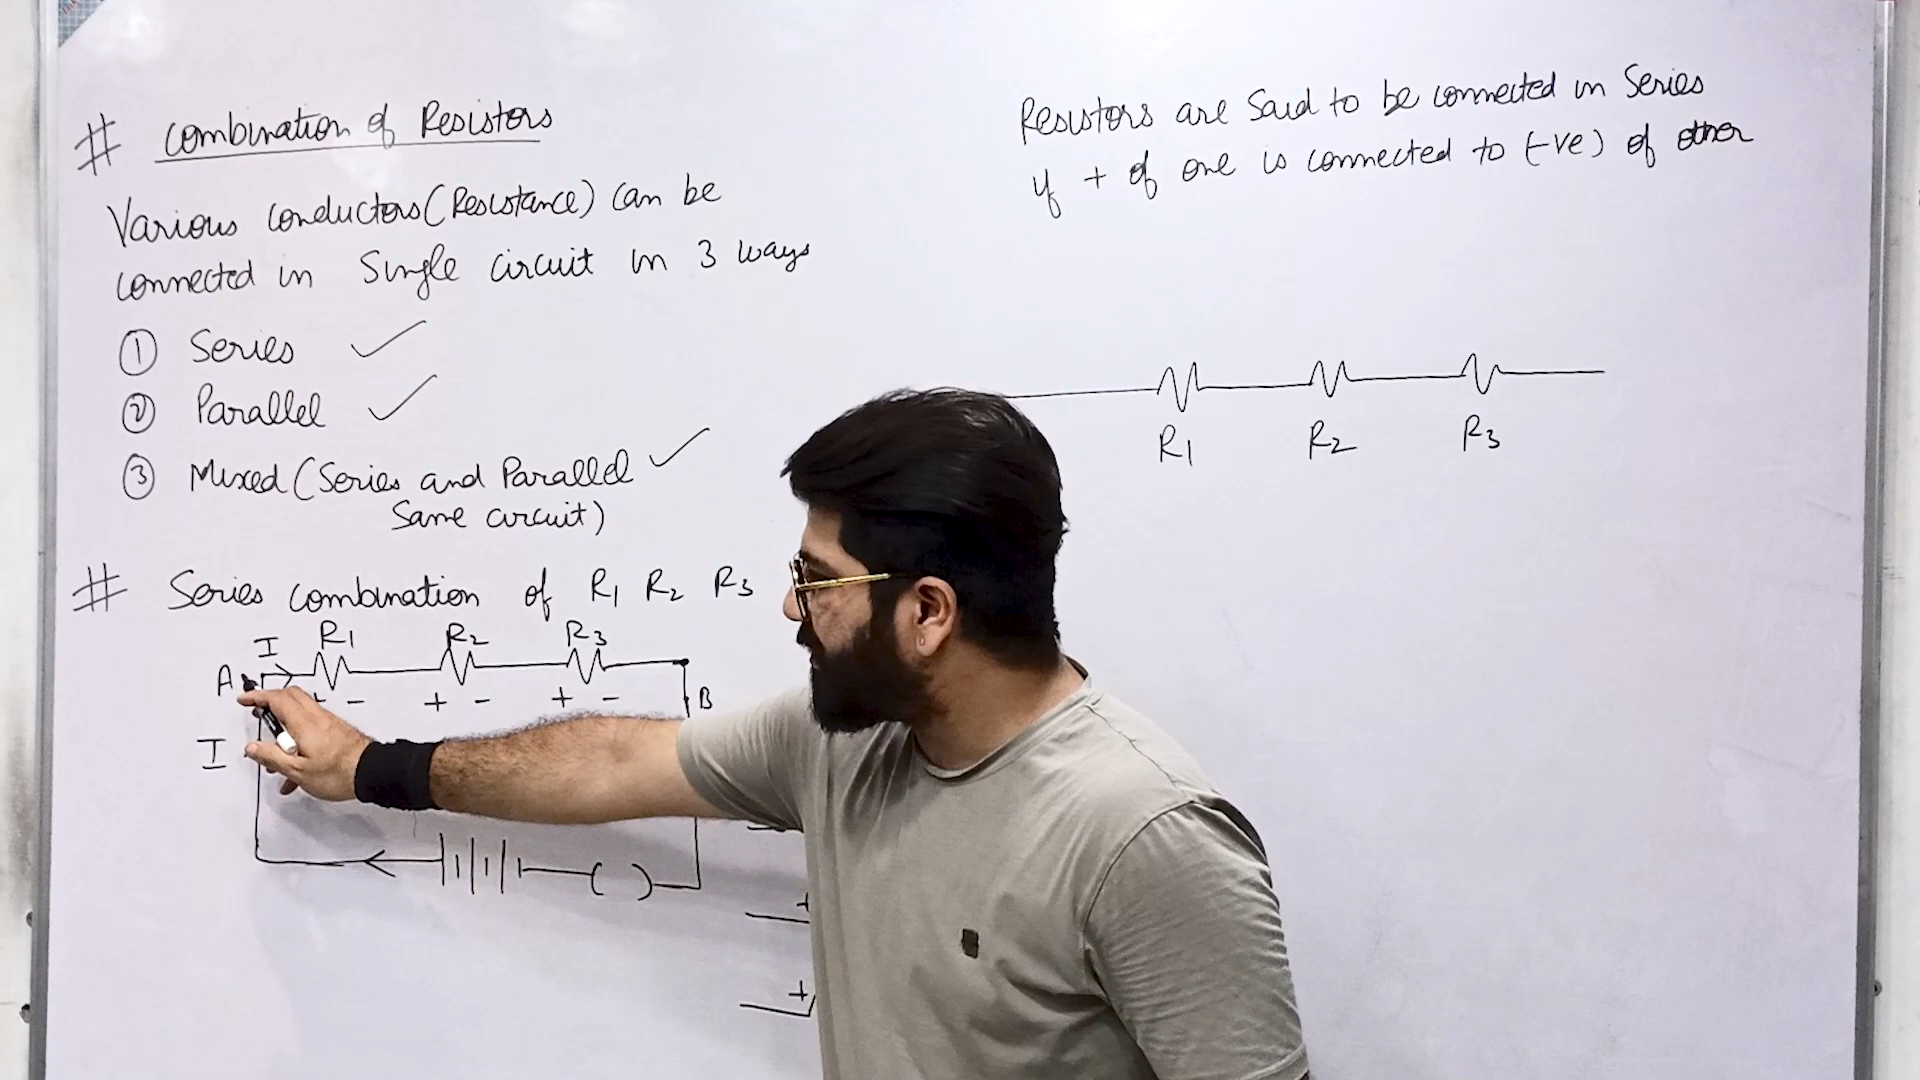 # Combination of Resistors
Various conductors (Resistance) can be
connected in Single circuit in 3 ways
① Series ✓
② Parallel ✓
③ Mixed (Series and Parallel ✓
Same circuit)
# Series combination of R1 R2 R3
I R1 R2 R3
A
+ - + - + -
B
I
( )
+
+
Resistors are Said to be connected in Series
if + of one is connected to (-ve) of other
R1 R2 R3